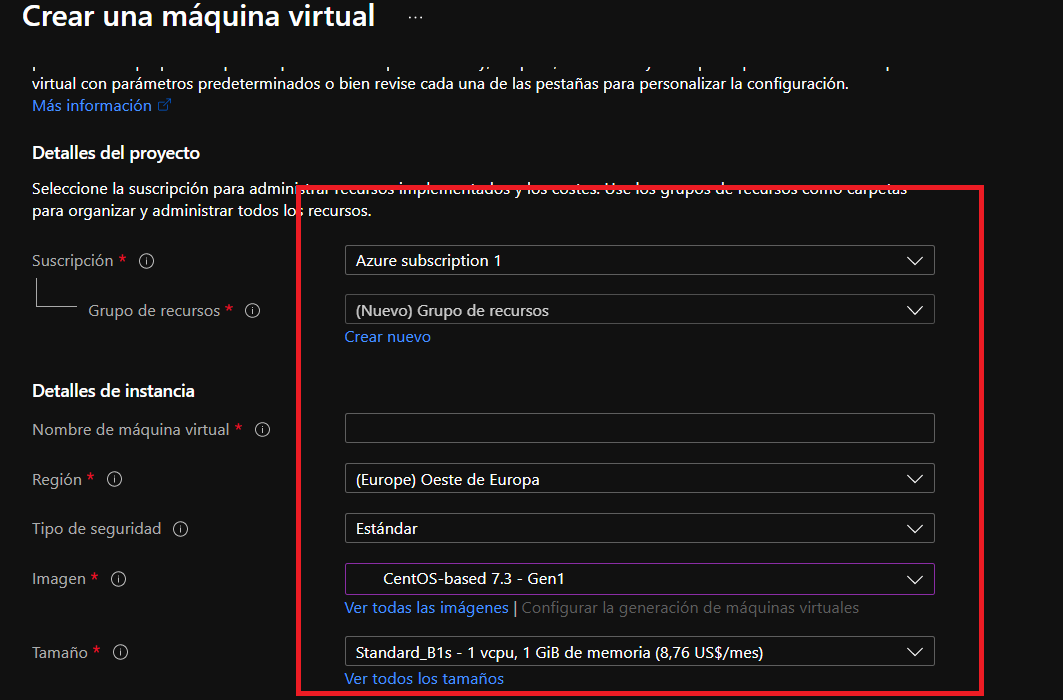 Crear una máquina virtual ...
virtual con parámetros predeterminados o bien revise cada una de las pestañas para personalizar la configuración.
Más información
Detalles del proyecto
Seleccione la suscripción para administrar recursos implementados y los costes. Use los grupos de recursos como carpetas
para organizar y administrar todos los recursos.
Suscripción *
Azure subscription 1
Grupo de recursos *
(Nuevo) Grupo de recursos
Crear nuevo
Detalles de instancia
Nombre de máquina virtual *
Región *
(Europe) Oeste de Europa
Tipo de seguridad
Estándar
Imagen *
CentOS-based 7.3 - Gen1
Ver todas las imágenes | Configurar la generación de máquinas virtuales
Tamaño *
Standard_B1s - 1 vcpu, 1 GiB de memoria (8,76 US$/mes)
Ver todos los tamaños